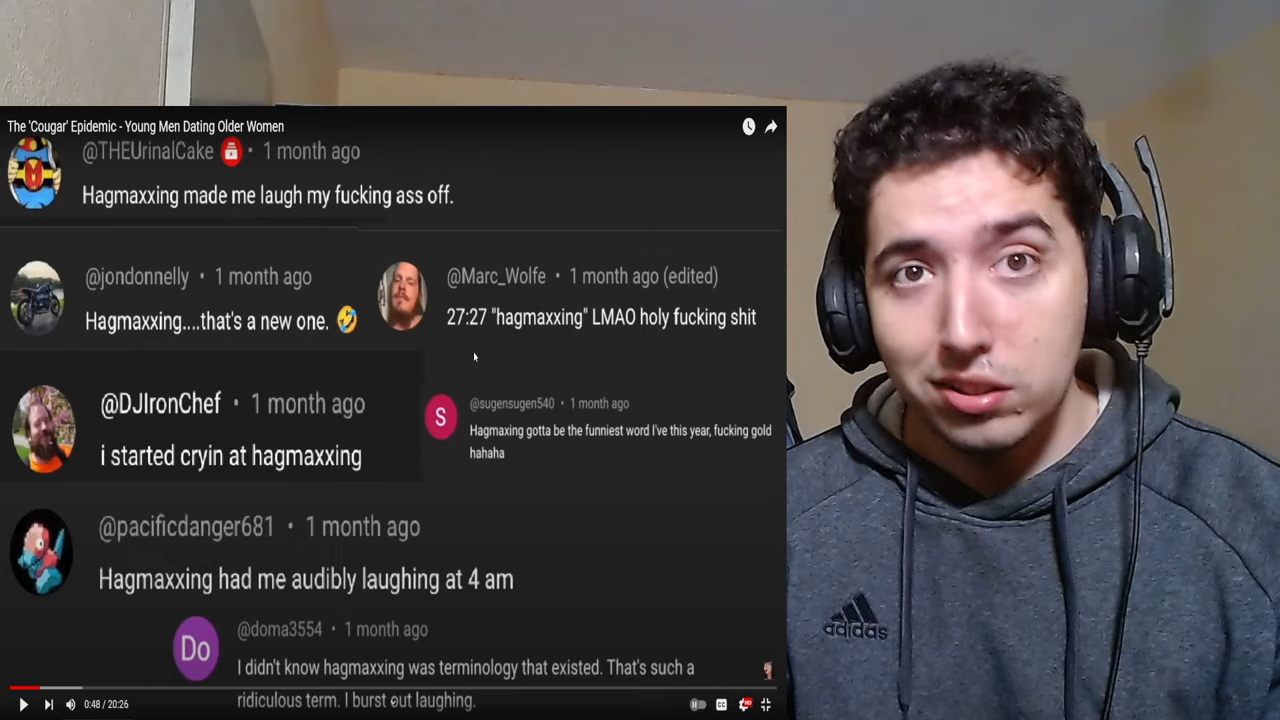 The 'Cougar' Epidemic - Young Men Dating Older Women
@THEUrinalCake • 1 month ago
Hagmaxxing made me laugh my fucking ass off.
@jondonnelly • 1 month ago
Hagmaxxing....that's a new one. 🤣
@Marc_Wolfe • 1 month ago (edited)
27:27 "hagmaxxing" LMAO holy fucking shit
@DJIronChef • 1 month ago
i started cryin at hagmaxxing
@sugensugen540 • 1 month ago
S
Hagmaxing gotta be the funniest word I've this year, fucking gold
hahaha
@pacificdanger681 • 1 month ago
Hagmaxxing had me audibly laughing at 4 am
Do
@doma3554 • 1 month ago
I didn't know hagmaxxing was terminology that existed. That's such a
ridiculous term. I burst out laughing.
0:48 / 20:26
CC
HD
adidas